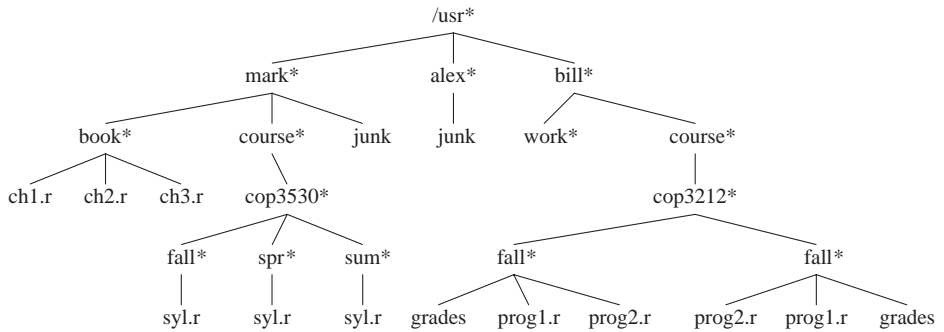 /usr*
mark* alex* bill*
book* course* junk junk work* course*
ch1.r ch2.r ch3.r cop3530* cop3212*
fall* spr* sum* fall* fall*
syl.r syl.r syl.r grades prog1.r prog2.r prog2.r prog1.r grades